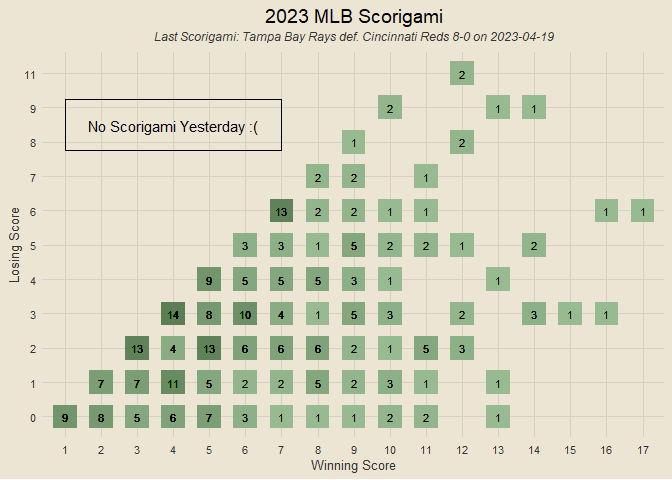 2023 MLB Scorigami
Last Scorigami: Tampa Bay Rays def. Cincinnati Reds 8-0 on 2023-04-19
11 2
9 2 1 1
No Scorigami Yesterday :(
8 1 2
7 2 2 1
6 13 2 2 1 1 1 1
5 3 3 1 5 2 2 1 2
4 9 5 5 5 3 1 1
3 14 8 10 4 1 5 3 2 3 1 1
2 13 4 13 6 6 6 2 1 5 3
1 7 7 11 5 2 2 5 2 3 1 1
0 9 8 5 6 7 3 1 1 1 2 2 1
1 2 3 4 5 6 7 8 9 10 11 12 13 14 15 16 17
Winning Score
Losing Score